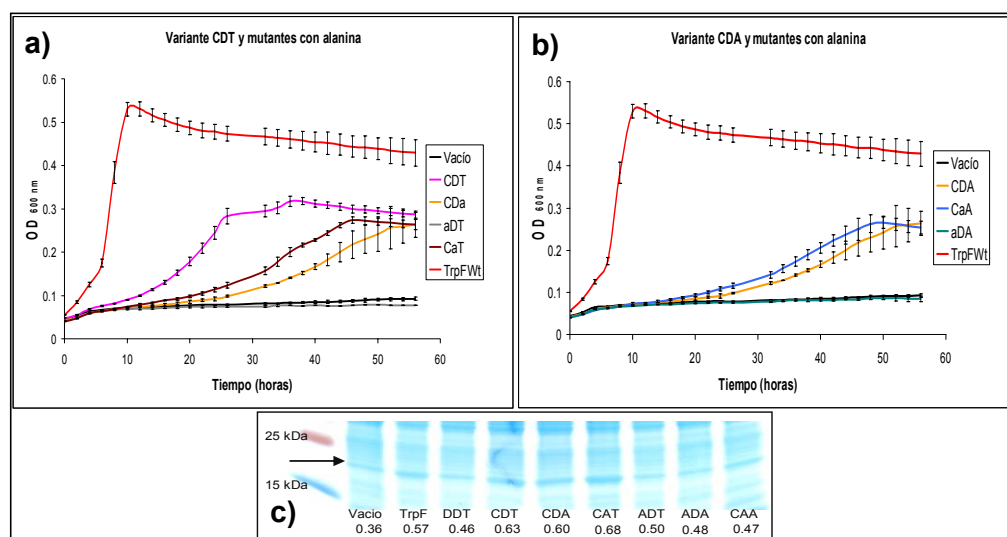 a)
Variante CDT y mutantes con alanina
0.6
0.5
0.4
0.3
0.2
0.1
0
OD 600 nm
0 10 20 30 40 50 60
Tiempo (horas)
Vacío
CDT
CDa
aDT
CaT
TrpFWt
b)
Variante CDA y mutantes con alanina
0.6
0.5
0.4
0.3
0.2
0.1
0
OD 600 nm
0 10 20 30 40 50 60
Tiempo (horas)
Vacío
CDA
CaA
aDA
TrpFWt
25 kDa
15 kDa
c)
Vacio TrpF DDT CDT CDA CAT ADT ADA CAA
0.36 0.57 0.46 0.63 0.60 0.68 0.50 0.48 0.47